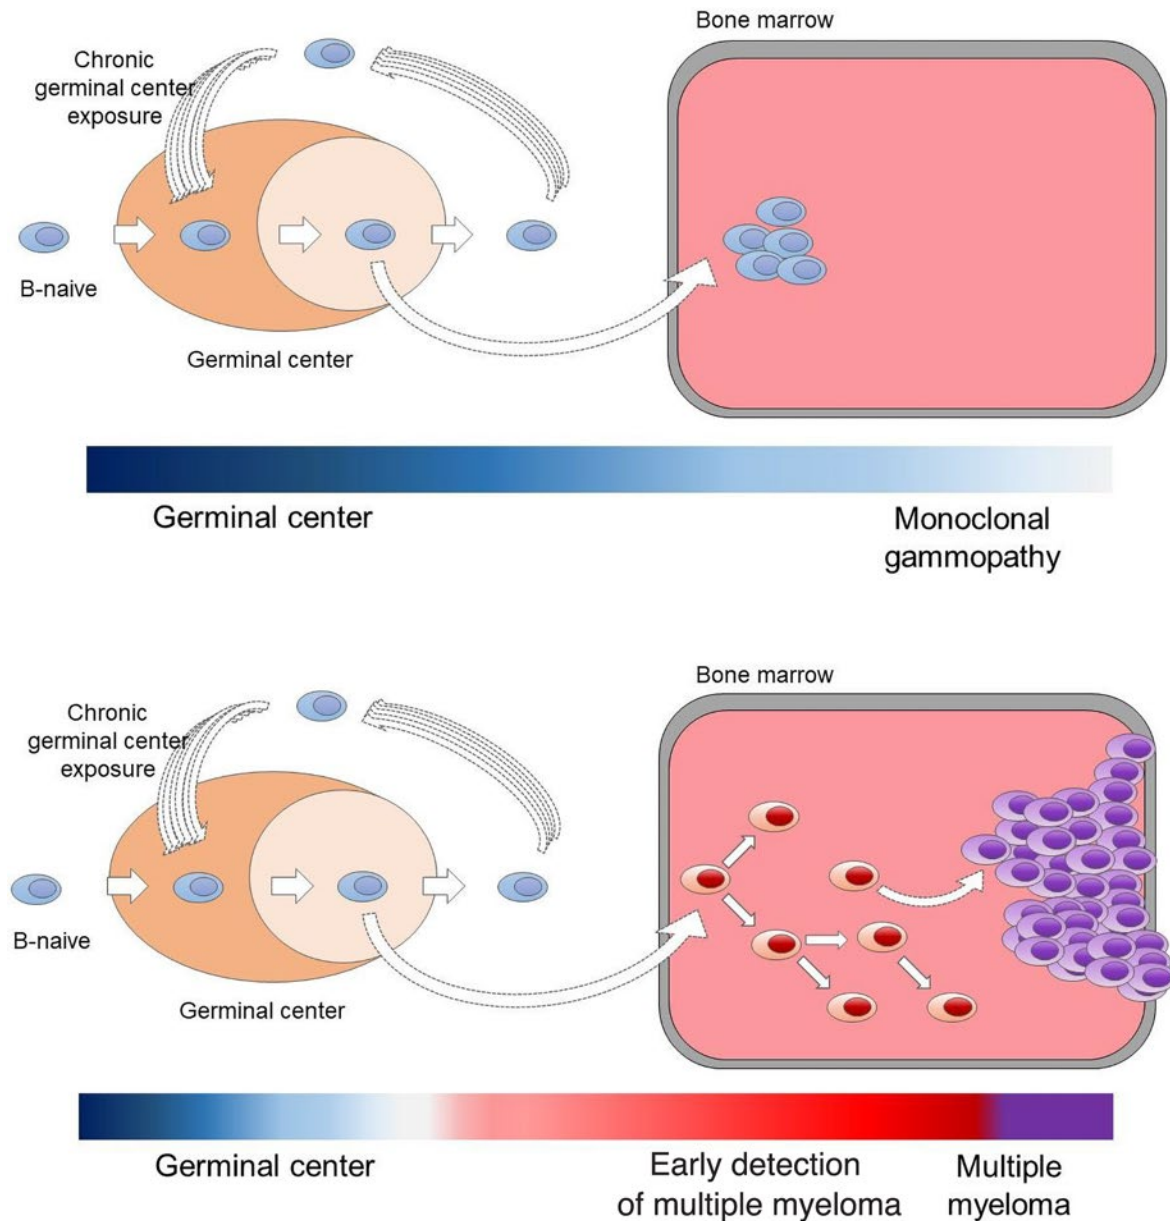 Bone marrow
Chronic
germinal center
exposure
B-naive
Germinal center
Germinal center
Monoclonal
gammopathy
Bone marrow
Chronic
germinal center
exposure
B-naive
Germinal center
Germinal center
Early detection
of multiple myeloma
Multiple
myeloma